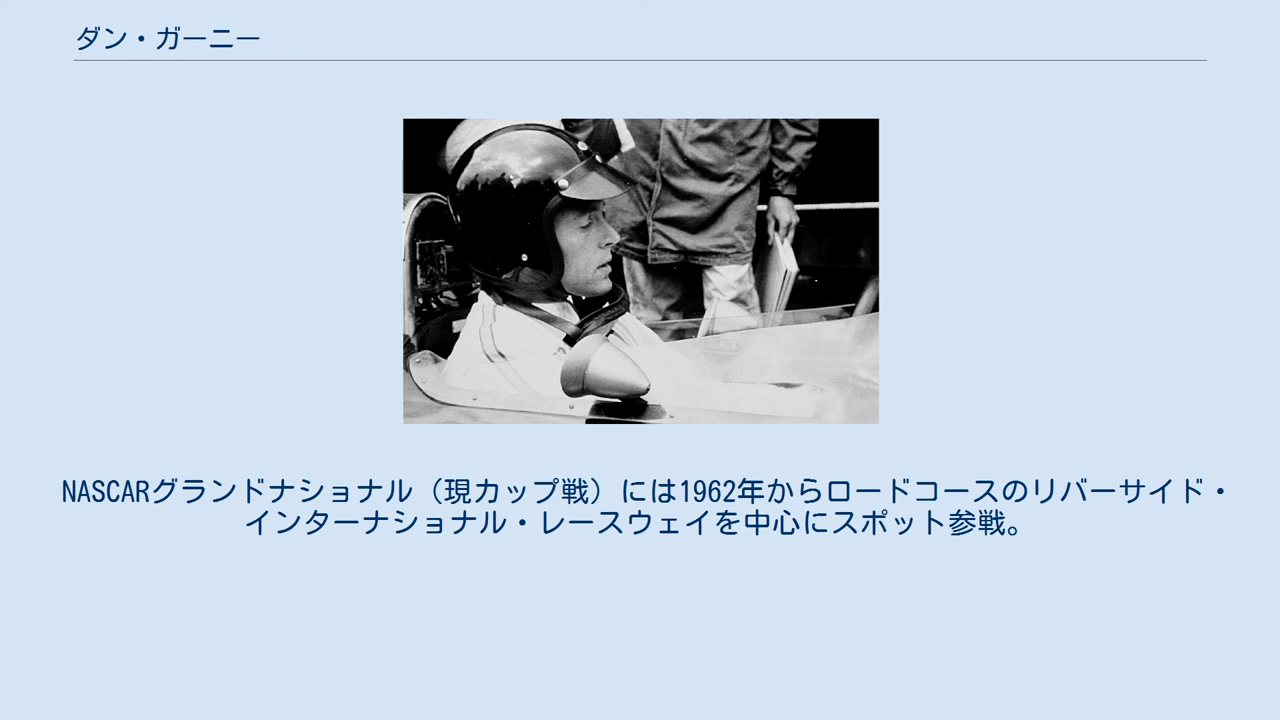 ダン・ガーニー
NASCARグランドナショナル（現カップ戦）には1962年からロードコースのリバーサイド・
インターナショナル・レースウェイを中心にスポット参戦。